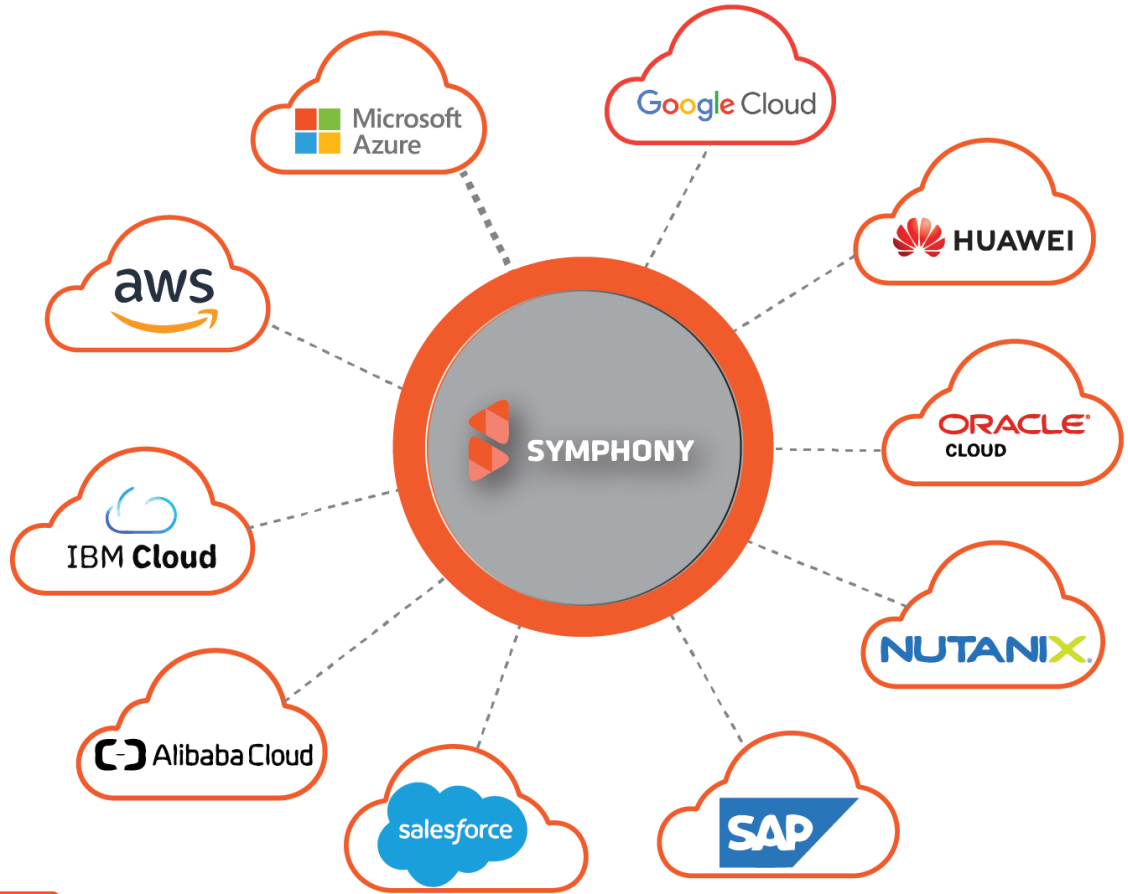 Microsoft
Azure
Google Cloud
HUAWEI
aws
ORACLE®
CLOUD
SYMPHONY
IBM Cloud
NUTANIX.
Alibaba Cloud
salesforce
SAP